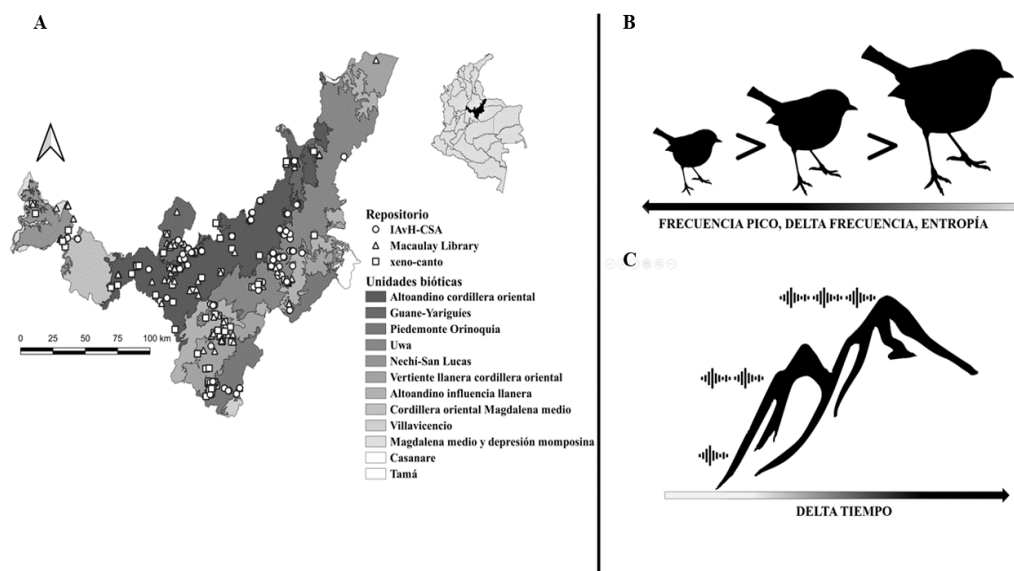 A
Repositorio
IAvH-CSA
Macaulay Library
xeno-canto
Unidades bióticas
Altoandino cordillera oriental
Guane-Yariguíes
Piedemonte Orinoquia
Uwa
Nechí-San Lucas
Vertiente llanera cordillera oriental
Altoandino influencia llanera
Cordillera oriental Magdalena medio
Villavicencio
Magdalena medio y depresión momposina
Casanare
Tamá
0 25 50 75 100 km
B
> >
FRECUENCIA PICO, DELTA FRECUENCIA, ENTROPÍA
C
DELTA TIEMPO